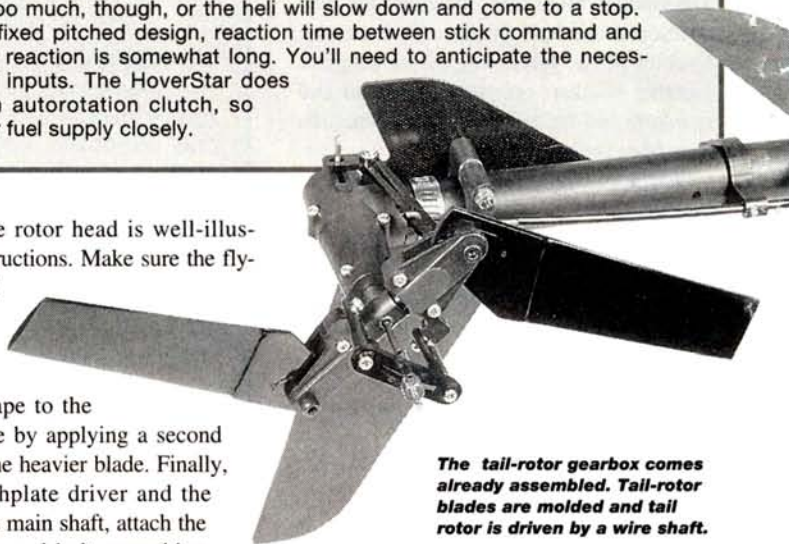 oo much, though, or the heli will slow down and come to a stop.
fixed pitched design, reaction time between stick command and
reaction is somewhat long. You'll need to anticipate the neces-
inputs. The HoverStar does
autorotation clutch, so
fuel supply closely.
e rotor head is well-illus-
uctions. Make sure the fly-
ape to the
e by applying a second
ne heavier blade. Finally,
hplate driver and the
main shaft, attach the
The tail-rotor gearbox comes
already assembled. Tail-rotor
blades are molded and tail
rotor is driven by a wire shaft.